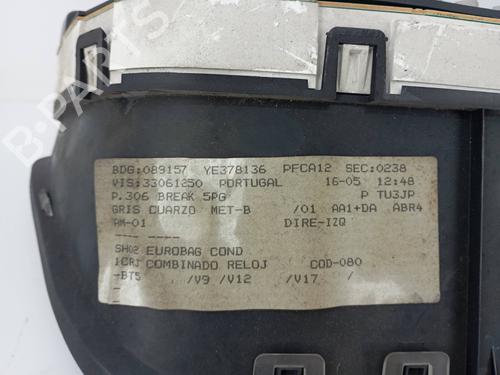 BDG:089157 YE378136 PFCA12 SEC:0238
VIS:33061250 PORTUGAL 16-05 12:48
P.306 BREAK 5PG P TU3JP
GRIS CUARZO MET-B /01 AA1+DA ABR4
AM-01 DIRE-IZQ
---- ----
SH02 EUROBAG COND
1CRJ COMBINADO RELOJ COD-080
-BT5 /V9 /V12 /V17 /
-
-
B-PARTS